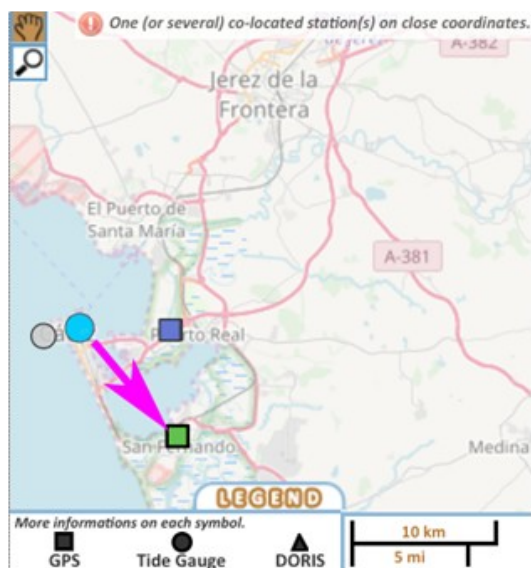 One (or several) co-located station(s) on close coordinates.
A-382
Jerez de la
Frontera
El Puerto de
Santa María
A-381
Puerto Real
San Fernando
Medina
LEGEND
More informations on each symbol.
GPS
Tide Gauge
DORIS
10 km
5 mi